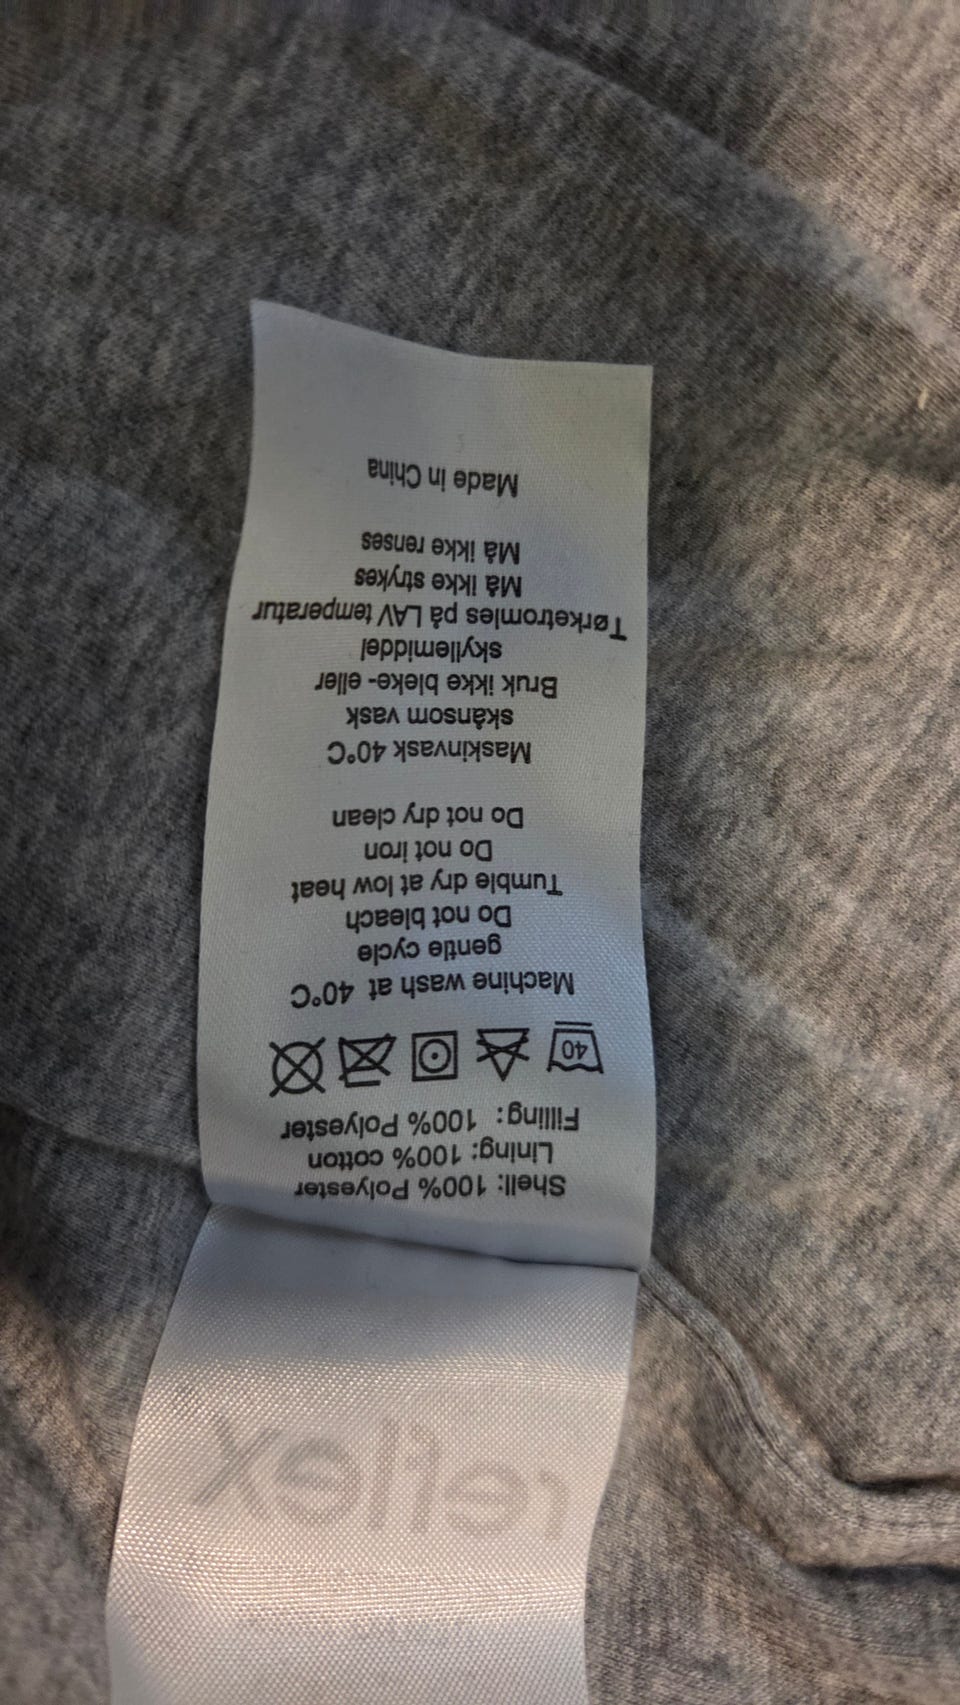 Shell: 100% Polyester
Lining: 100% cotton
Filling: 100% Polyester
40
Machine wash at 40°C
gentle cycle
Do not bleach
Tumble dry at low heat
Do not iron
Do not dry clean
Maskinvask 40°C
skånsom vask
Bruk ikke bleke- eller
skyllemiddel
Tørketromles på LAV temperatur
Må ikke strykes
Må ikke renses
Made In China
reflex